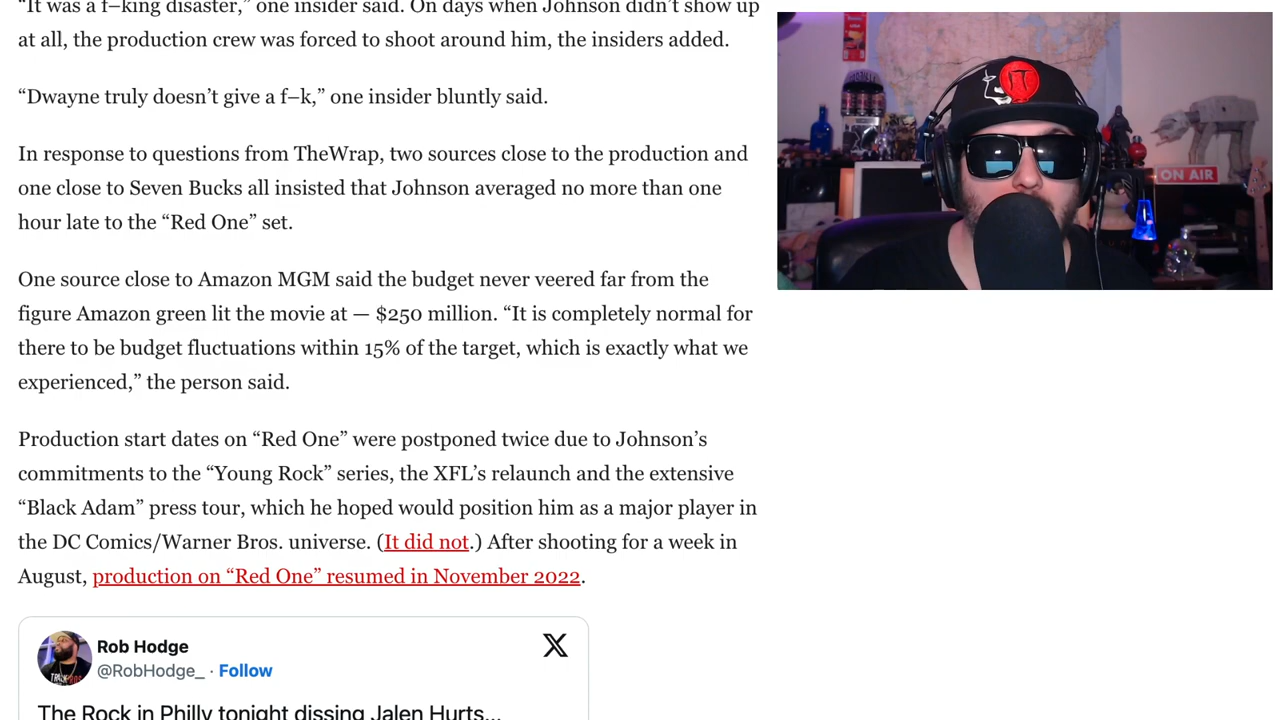 “It was a f–king disaster,” one insider said. On days when Johnson didn’t show up
at all, the production crew was forced to shoot around him, the insiders added.
“Dwayne truly doesn’t give a f–k,” one insider bluntly said.
In response to questions from TheWrap, two sources close to the production and
one close to Seven Bucks all insisted that Johnson averaged no more than one
hour late to the “Red One” set.
One source close to Amazon MGM said the budget never veered far from the
figure Amazon green lit the movie at — $250 million. “It is completely normal for
there to be budget fluctuations within 15% of the target, which is exactly what we
experienced,” the person said.
Production start dates on “Red One” were postponed twice due to Johnson’s
commitments to the “Young Rock” series, the XFL’s relaunch and the extensive
“Black Adam” press tour, which he hoped would position him as a major player in
the DC Comics/Warner Bros. universe. (It did not.) After shooting for a week in
August, production on “Red One” resumed in November 2022.
Rob Hodge
@RobHodge_ · Follow
The Rock in Philly tonight dissing Jalen Hurts...
IT
ON AIR